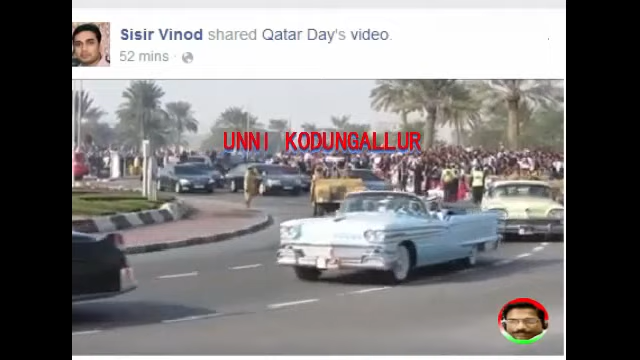 Sisir Vinod shared Qatar Day's video.
52 mins
UNNI KODUNGALLUR